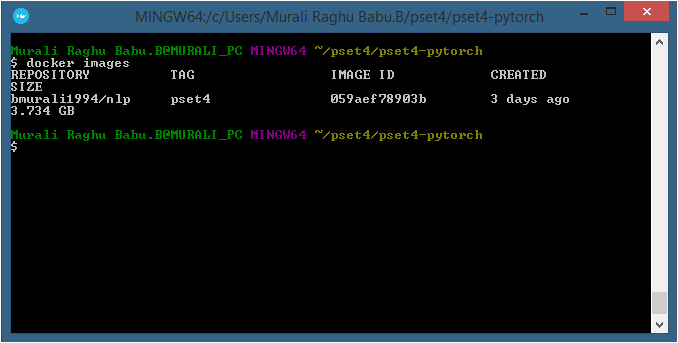 MINGW64:/c/Users/Murali Raghu Babu.B/pset4/pset4-pytorch
Murali Raghu Babu.B@MURALI_PC MINGW64 ~/pset4/pset4-pytorch
$ docker images
REPOSITORY TAG IMAGE ID CREATED
SIZE
bmurali1994/nlp pset4 059aef78903b 3 days ago
3.734 GB
Murali Raghu Babu.B@MURALI_PC MINGW64 ~/pset4/pset4-pytorch
$